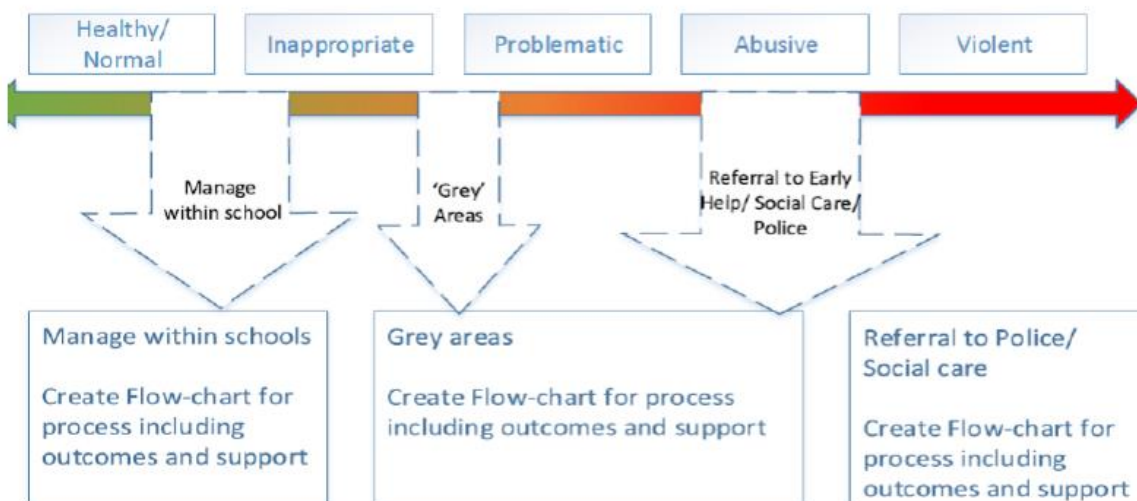 Healthy/
Normal
Inappropriate
Problematic
Abusive
Violent
Manage
within school
‘Grey’
Areas
Referral to Early
Help/ Social Care/
Police
Manage within schools
Create Flow-chart for
process including
outcomes and support
Grey areas
Create Flow-chart for process
including outcomes and support
Referral to Police/
Social care
Create Flow-chart for
process including
outcomes and support